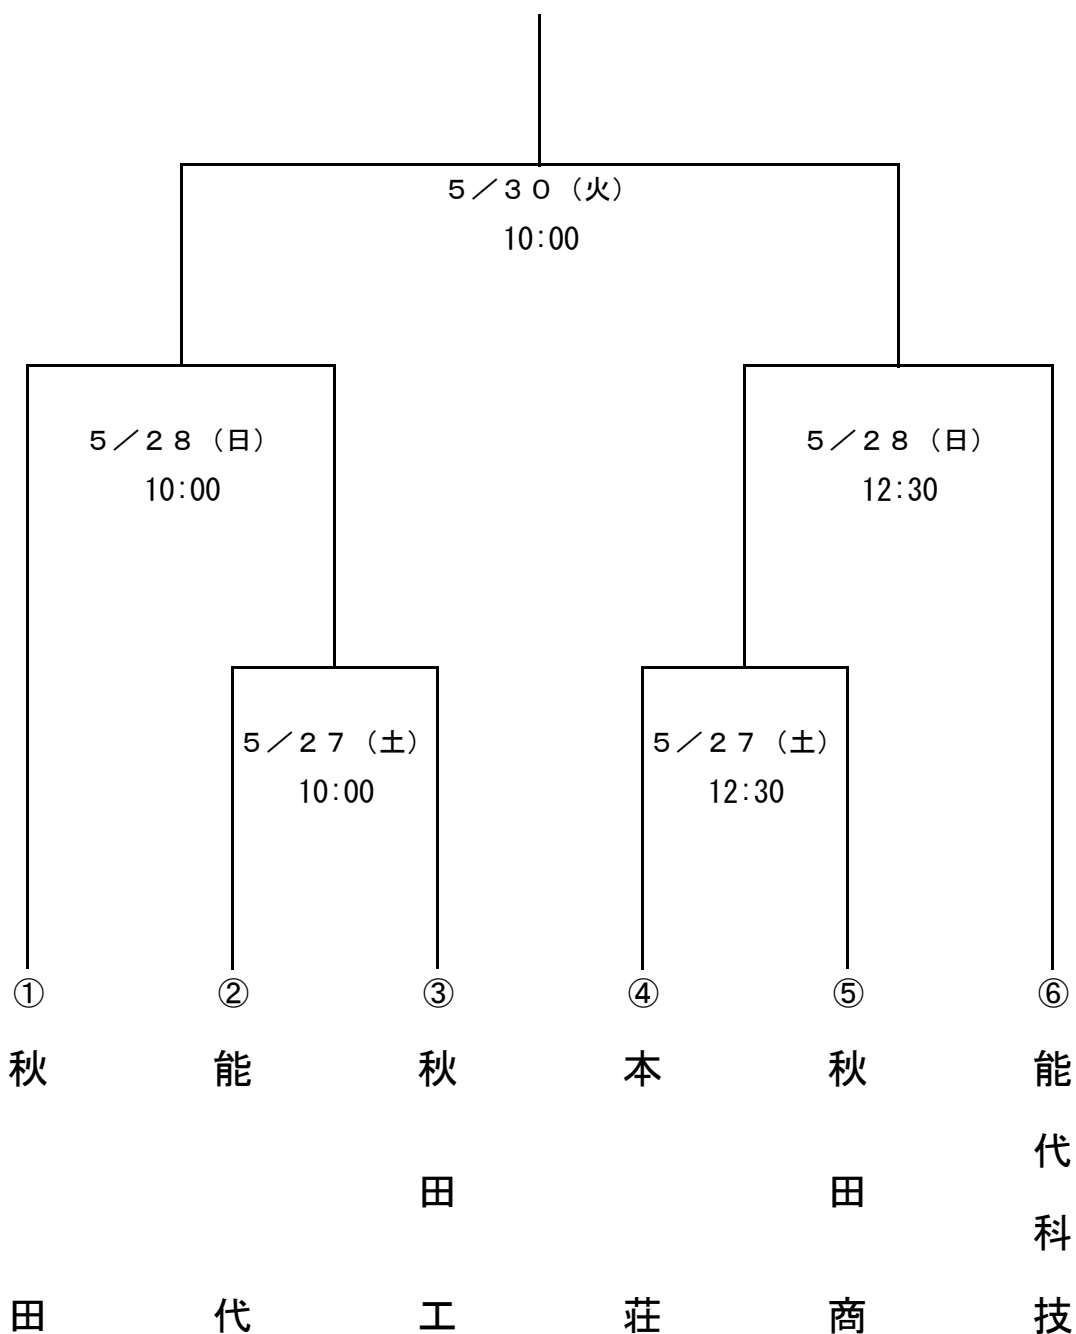 ５／３０（火）
10:00
５／２８（日）
10:00
５／２８（日）
12:30
５／２７（土）
10:00
５／２７（土）
12:30
①
②
③
④
⑤
⑥
秋田
能代
秋田工
本荘
秋田商
能代科技